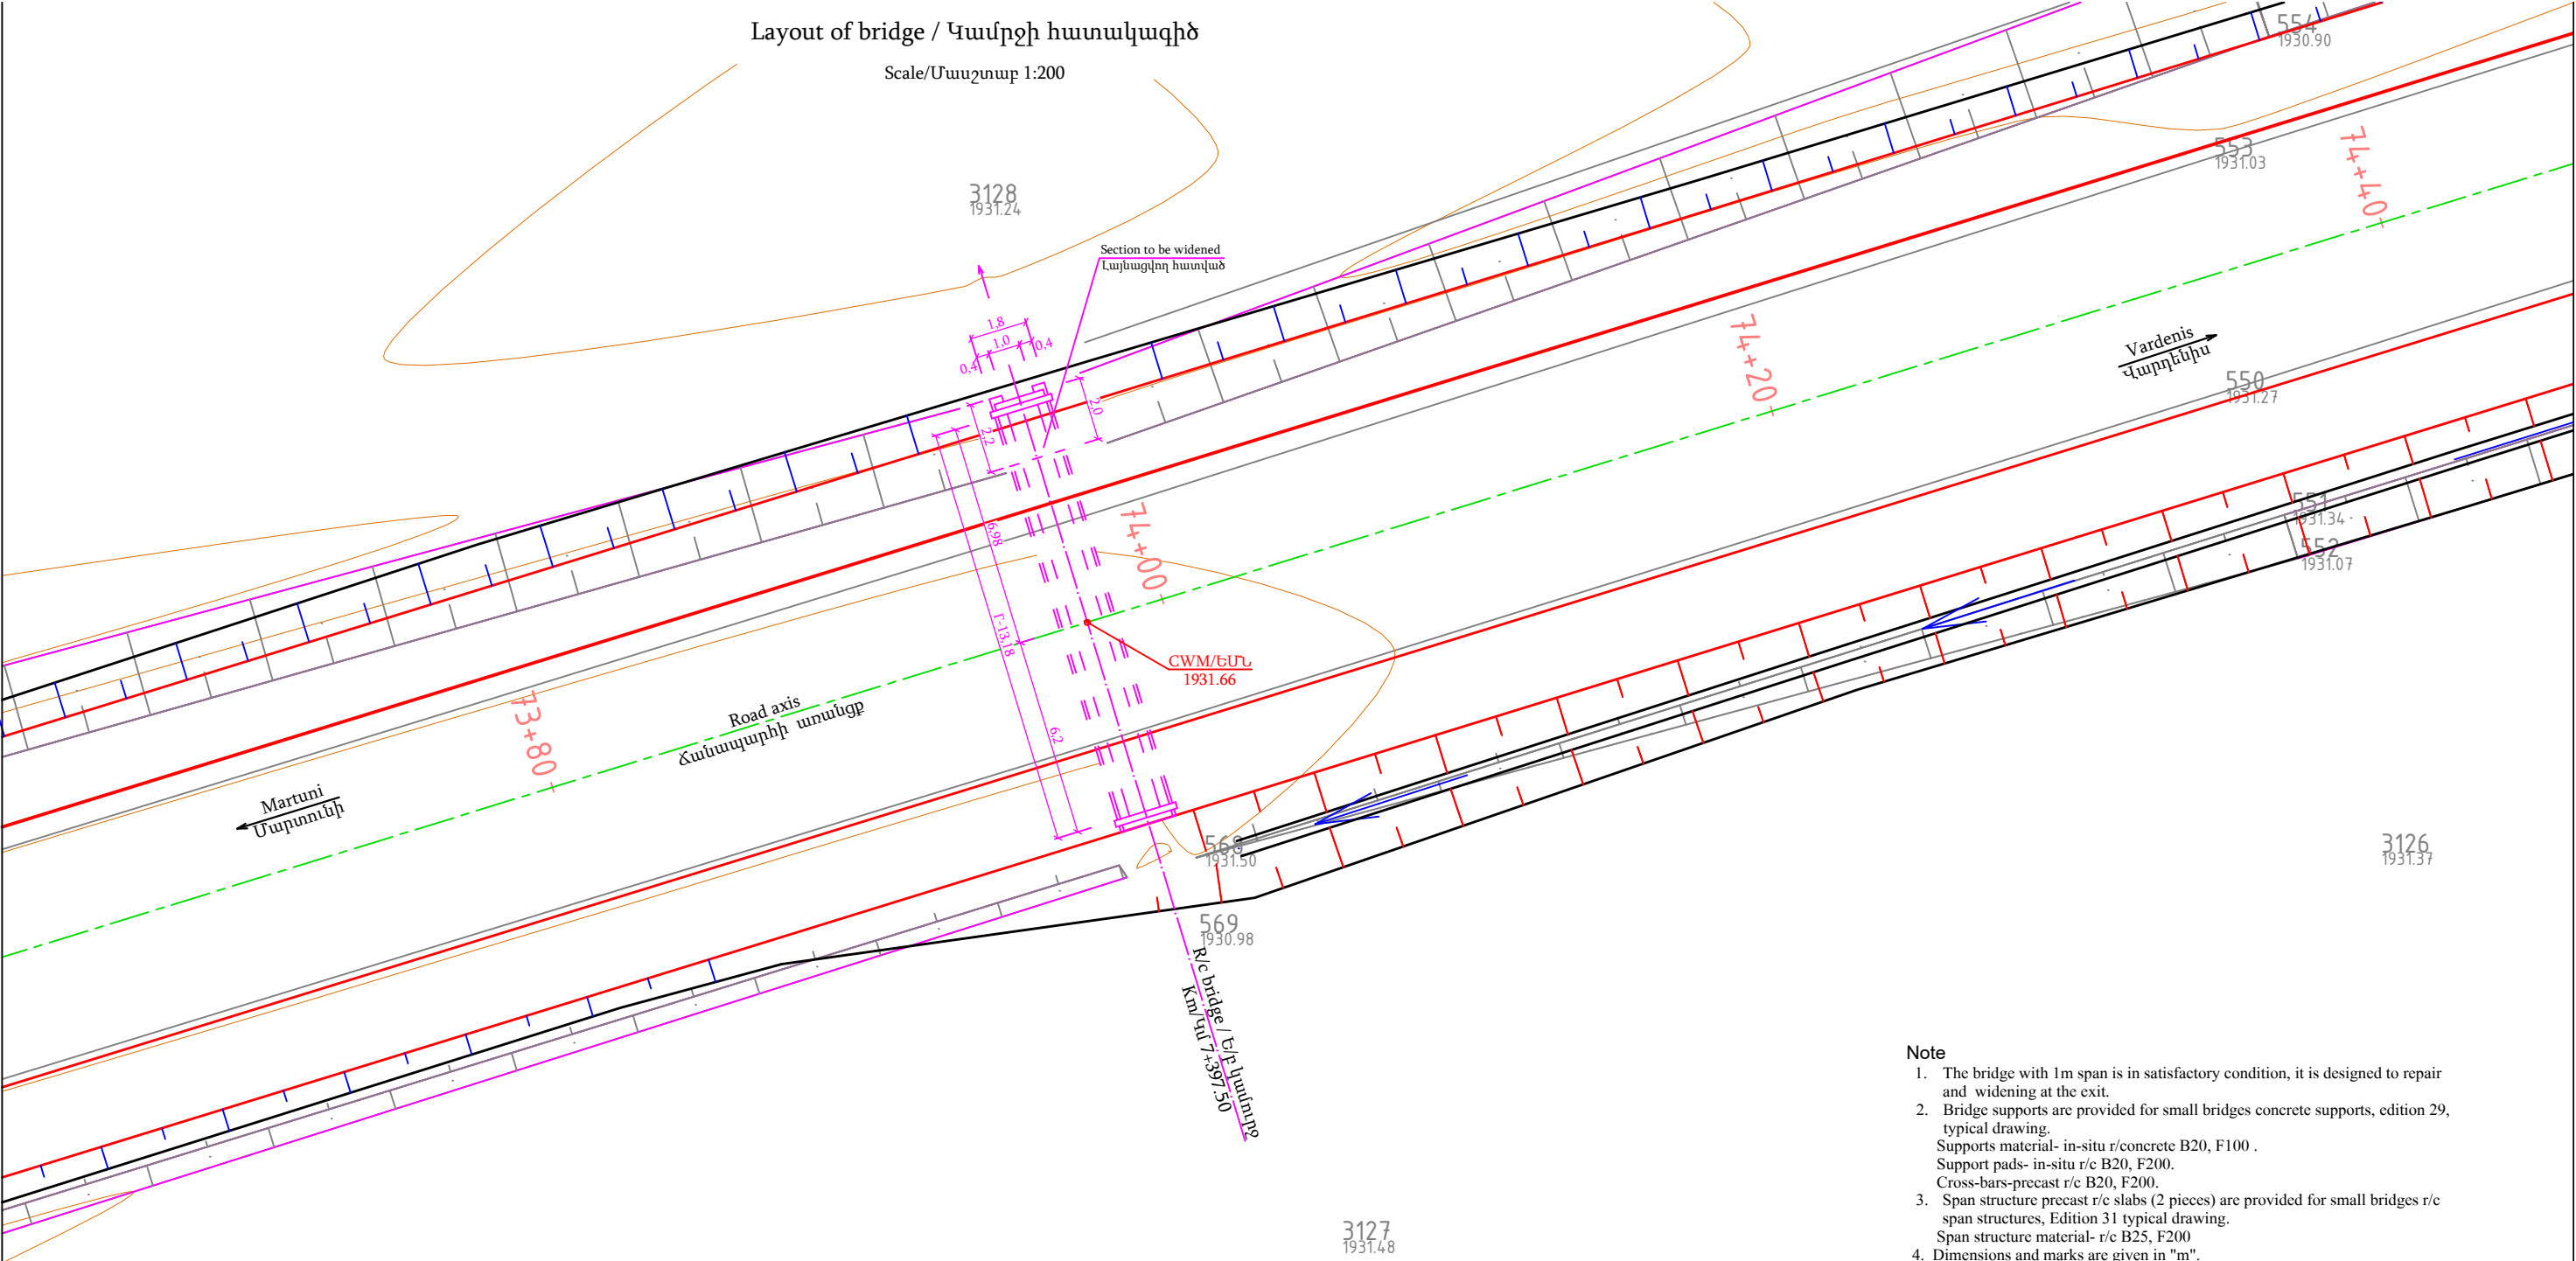 Layout of bridge / Կամրջի հատակագիծ
Scale/Մասշտաբ 1:200
554
1930.90
553
1931.03
74+40
3128
1931.24
Section to be widened
Լայնացվող հատված
1,8
1,0
0,4
0,4
2,0
2,2
74+20
Vardenis
Վարդենիս
550
1931.27
551
1931.34
552
1931.07
6,98
74+00
Г-13,18
CWM/ԵՄՆ
1931.66
6,2
73+80
Road axis
Ճանապարհի առանցք
Martuni
Մարտունի
568
1931.50
3126
1931.37
569
1930.98
R/c bridge / Ե/բ կամուրջ
Km/Կմ 7+397.50
3127
1931.48
Note
1. The bridge with 1m span is in satisfactory condition, it is designed to repair
and widening at the exit.
2. Bridge supports are provided for small bridges concrete supports, edition 29,
typical drawing.
Supports material- in-situ r/concrete B20, F100 .
Support pads- in-situ r/c B20, F200.
Cross-bars-precast r/c B20, F200.
3. Span structure precast r/c slabs (2 pieces) are provided for small bridges r/c
span structures, Edition 31 typical drawing.
Span structure material- r/c B25, F200
4. Dimensions and marks are given in "m".